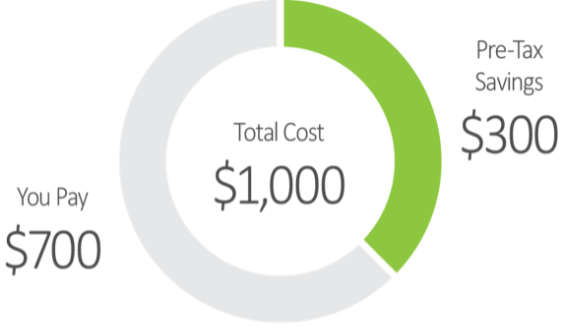 Pre-Tax
Savings
$300
Total Cost
$1,000
You Pay
$700